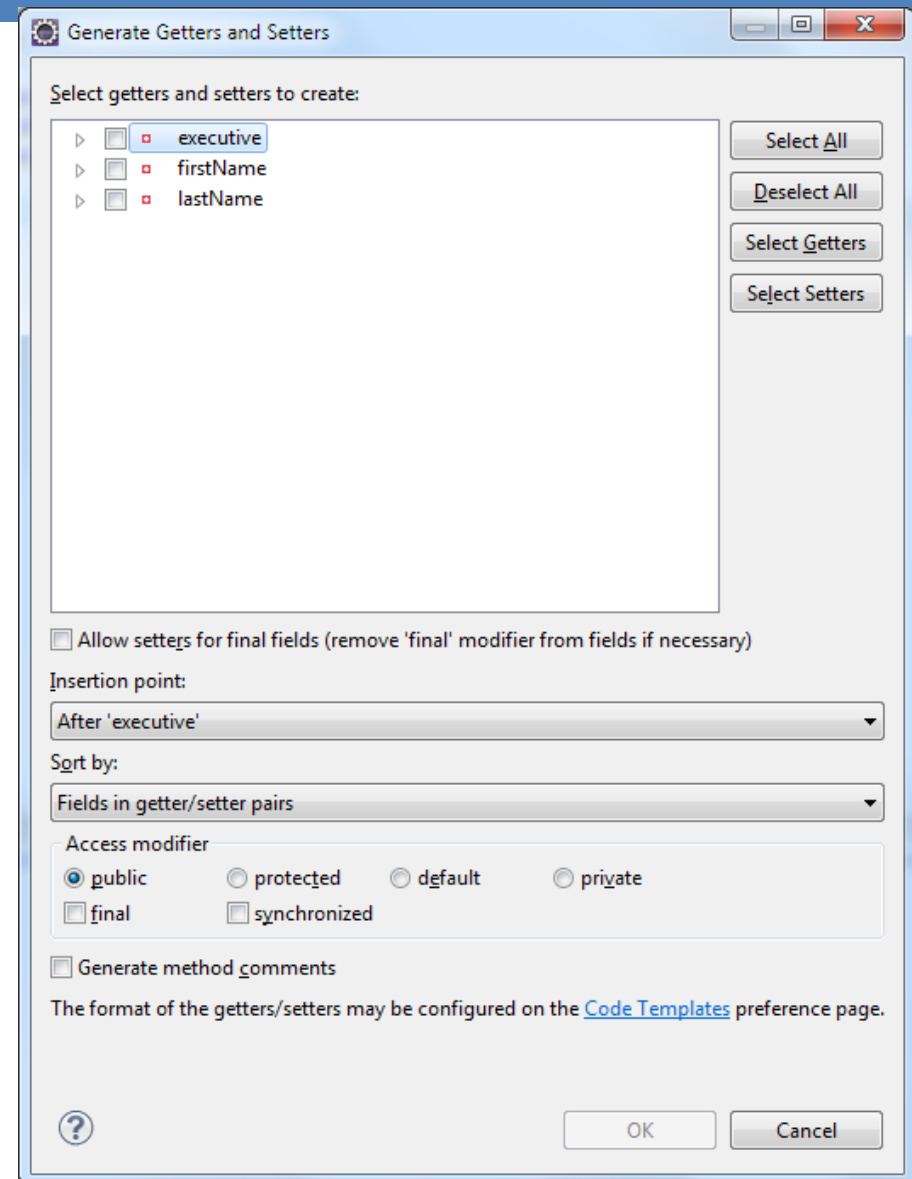 Generate Getters and Setters
Select getters and setters to create:
executive
firstName
lastName
Select All
Deselect All
Select Getters
Select Setters
Allow setters for final fields (remove 'final' modifier from fields if necessary)
Insertion point:
After 'executive'
Sort by:
Fields in getter/setter pairs
Access modifier
public protected default private
final synchronized
Generate method comments
The format of the getters/setters may be configured on the Code Templates preference page.
? OK Cancel